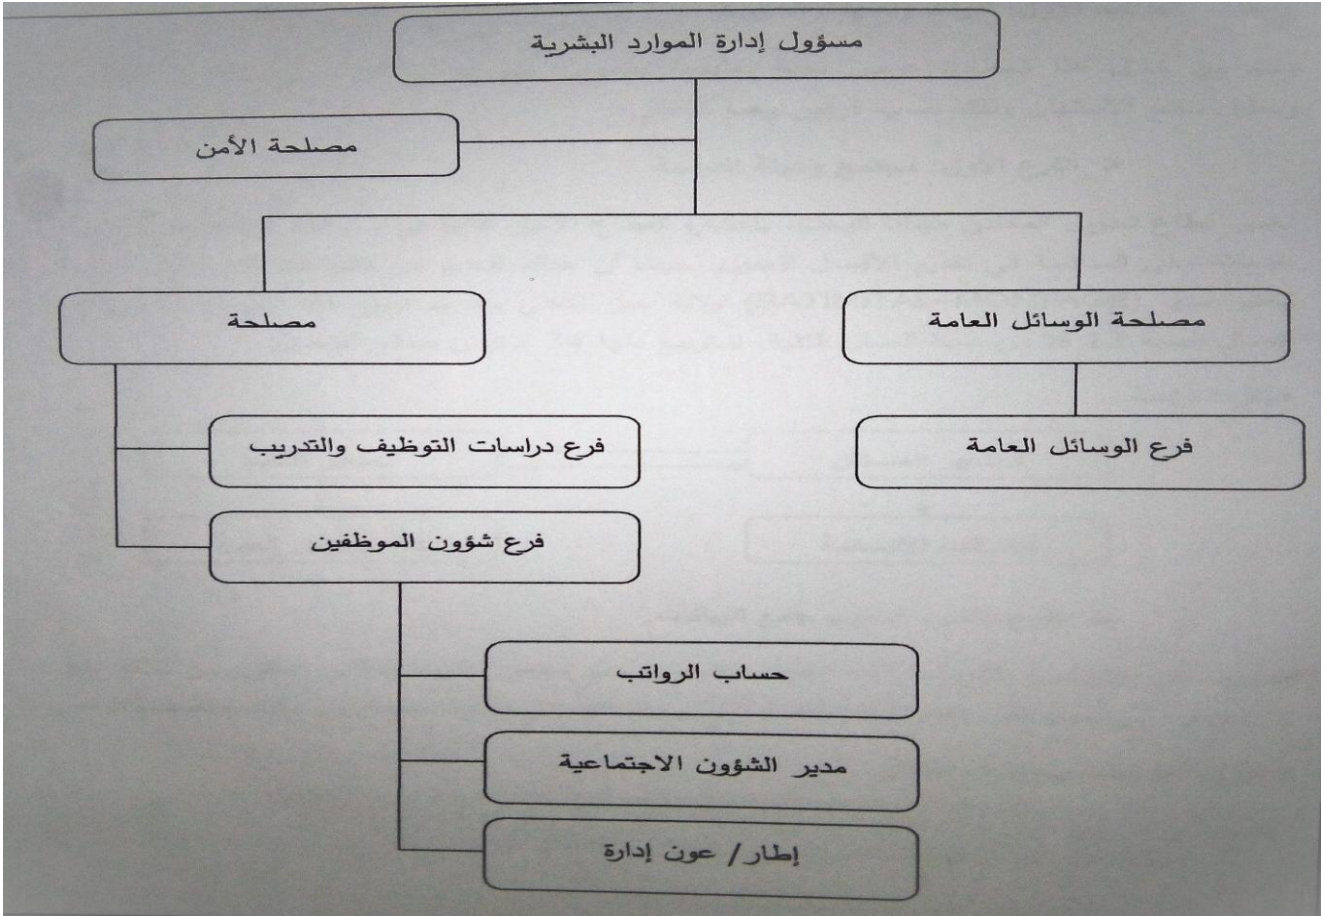 مسؤول إدارة الموارد البشرية
مصلحة الأمن
مصلحة الوسائل العامة
مصلحة
فرع الوسائل العامة
فرع دراسات التوظيف والتدريب
فرع شؤون الموظفين
حساب الرواتب
مدير الشؤون الاجتماعية
إطار/ عون إدارة